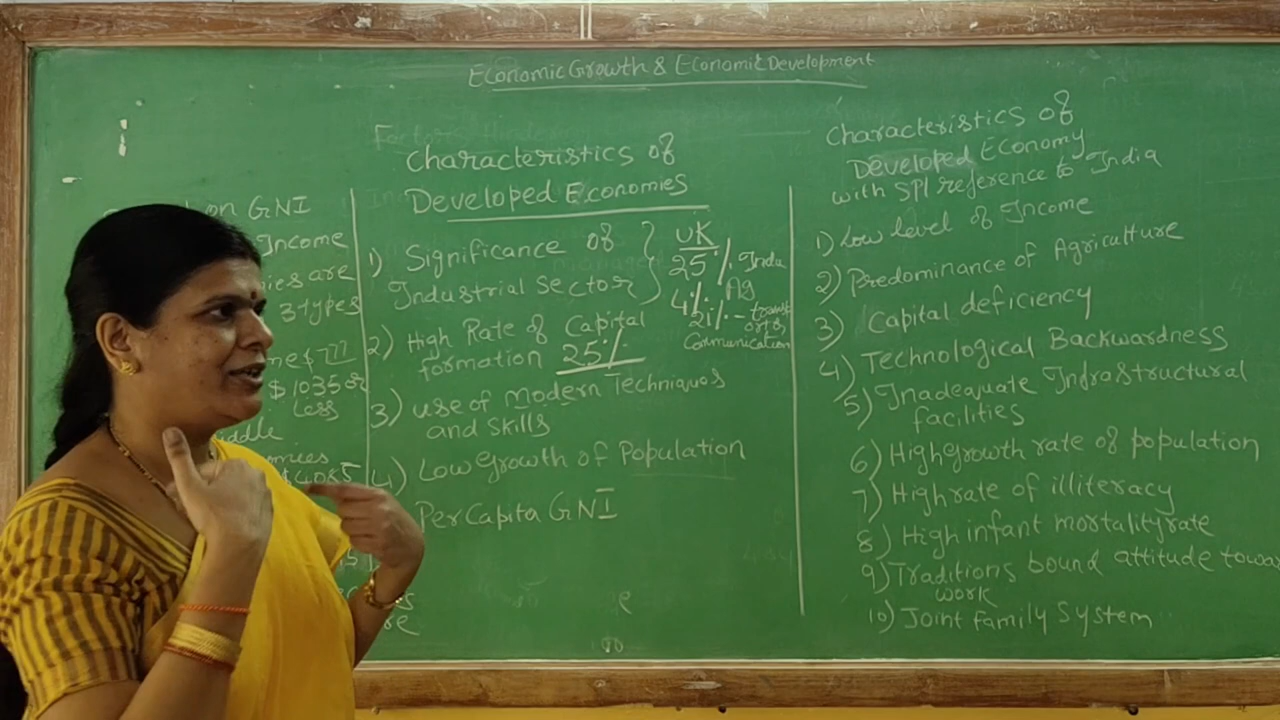 Economic Growth & Economic Development
on GNI
Income
ies are
3 types
$ 1035 or
Less
Characteristics of
Developed Economies
1) Significance of
Industrial Sector
UK
25%
4% Ag
21% - transp
ort &
Communication
2) High Rate of Capital
formation 25%
3) use of modern Techniques
and skills
4) Low Growth of Population
Per Capita GNI
Characteristics of
Developed Economy
with Spl reference to India
1) Low level of Income
2) Predominance of Agriculture
3) Capital deficiency
4) Technological Backwardness
5) Inadequate Infrastructural
facilities
6) High growth rate of population
7) High rate of illiteracy
8) High infant mortality rate
9) Traditions bound attitude towar
work
10) Joint family System